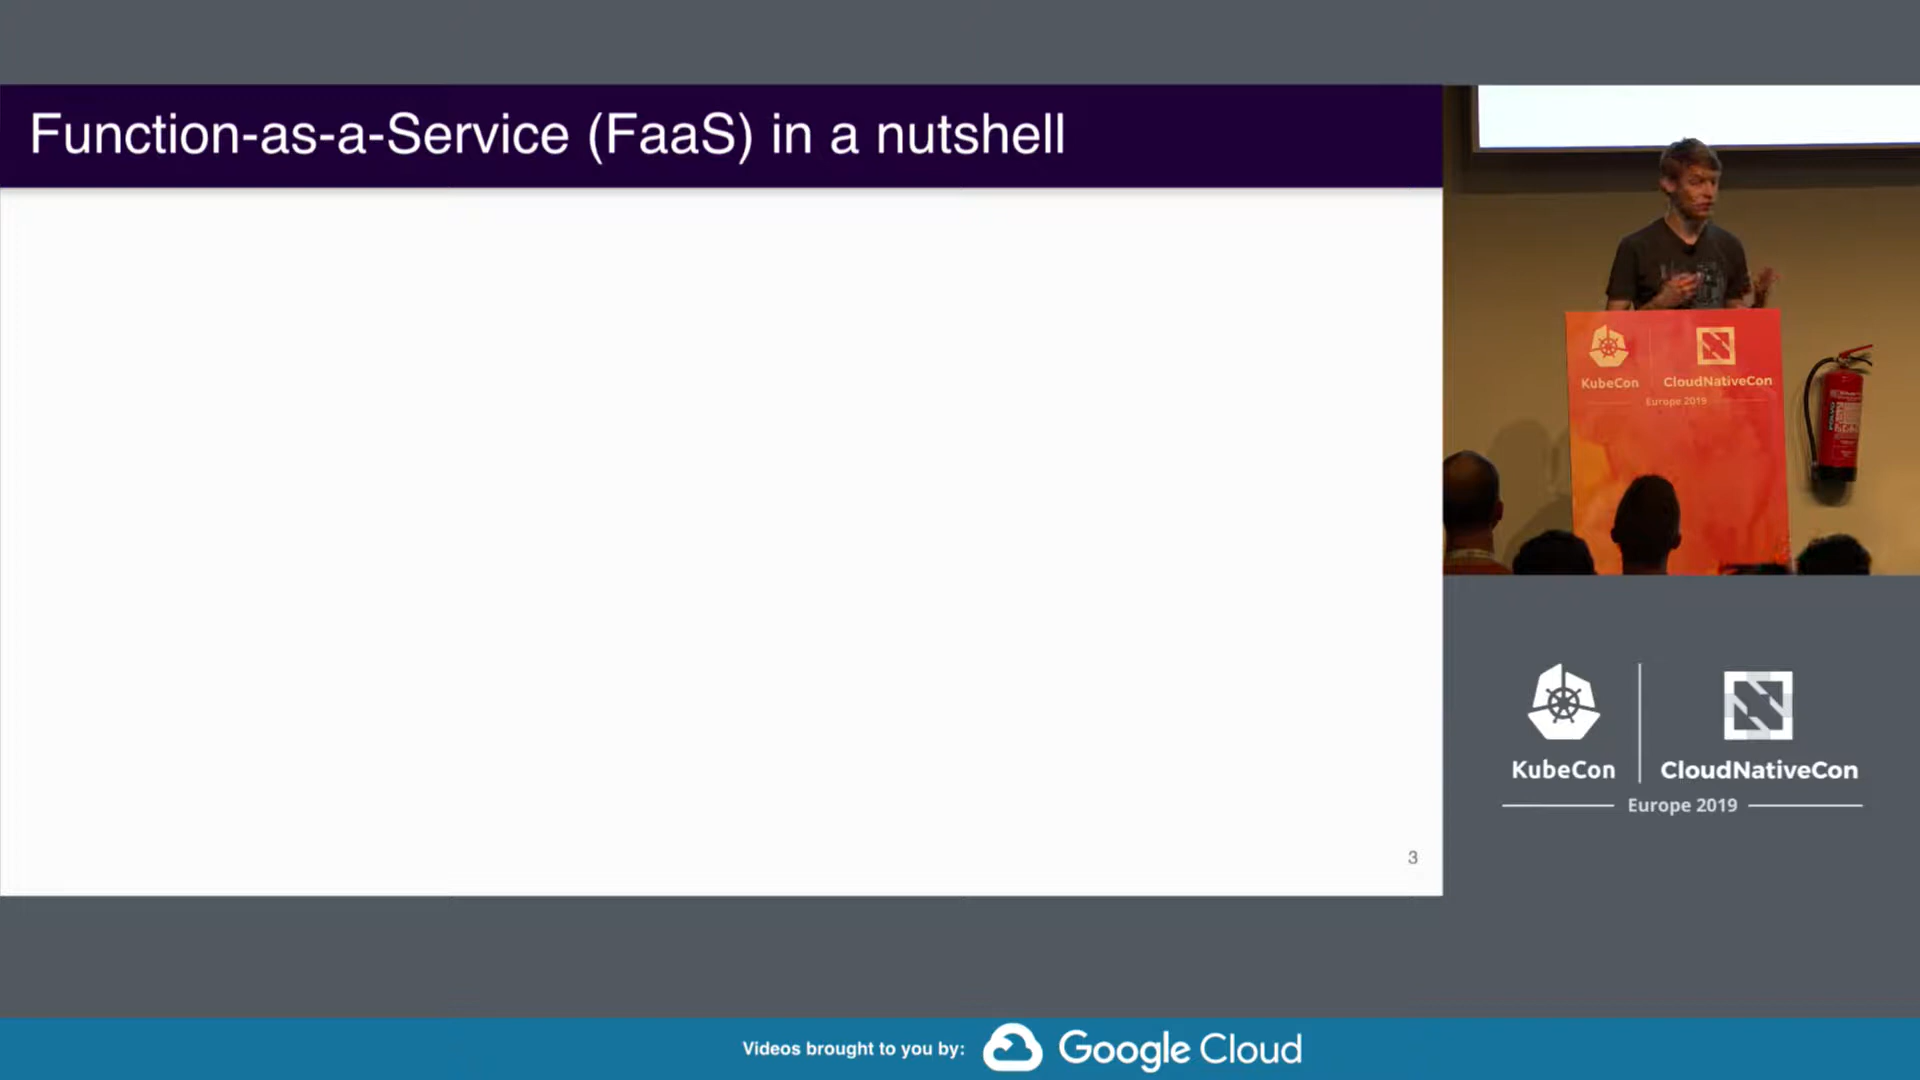 Function-as-a-Service (FaaS) in a nutshell
3
KubeCon
CloudNativeCon
Europe 2019
KubeCon
CloudNativeCon
Europe 2019
Videos brought to you by:
Google Cloud